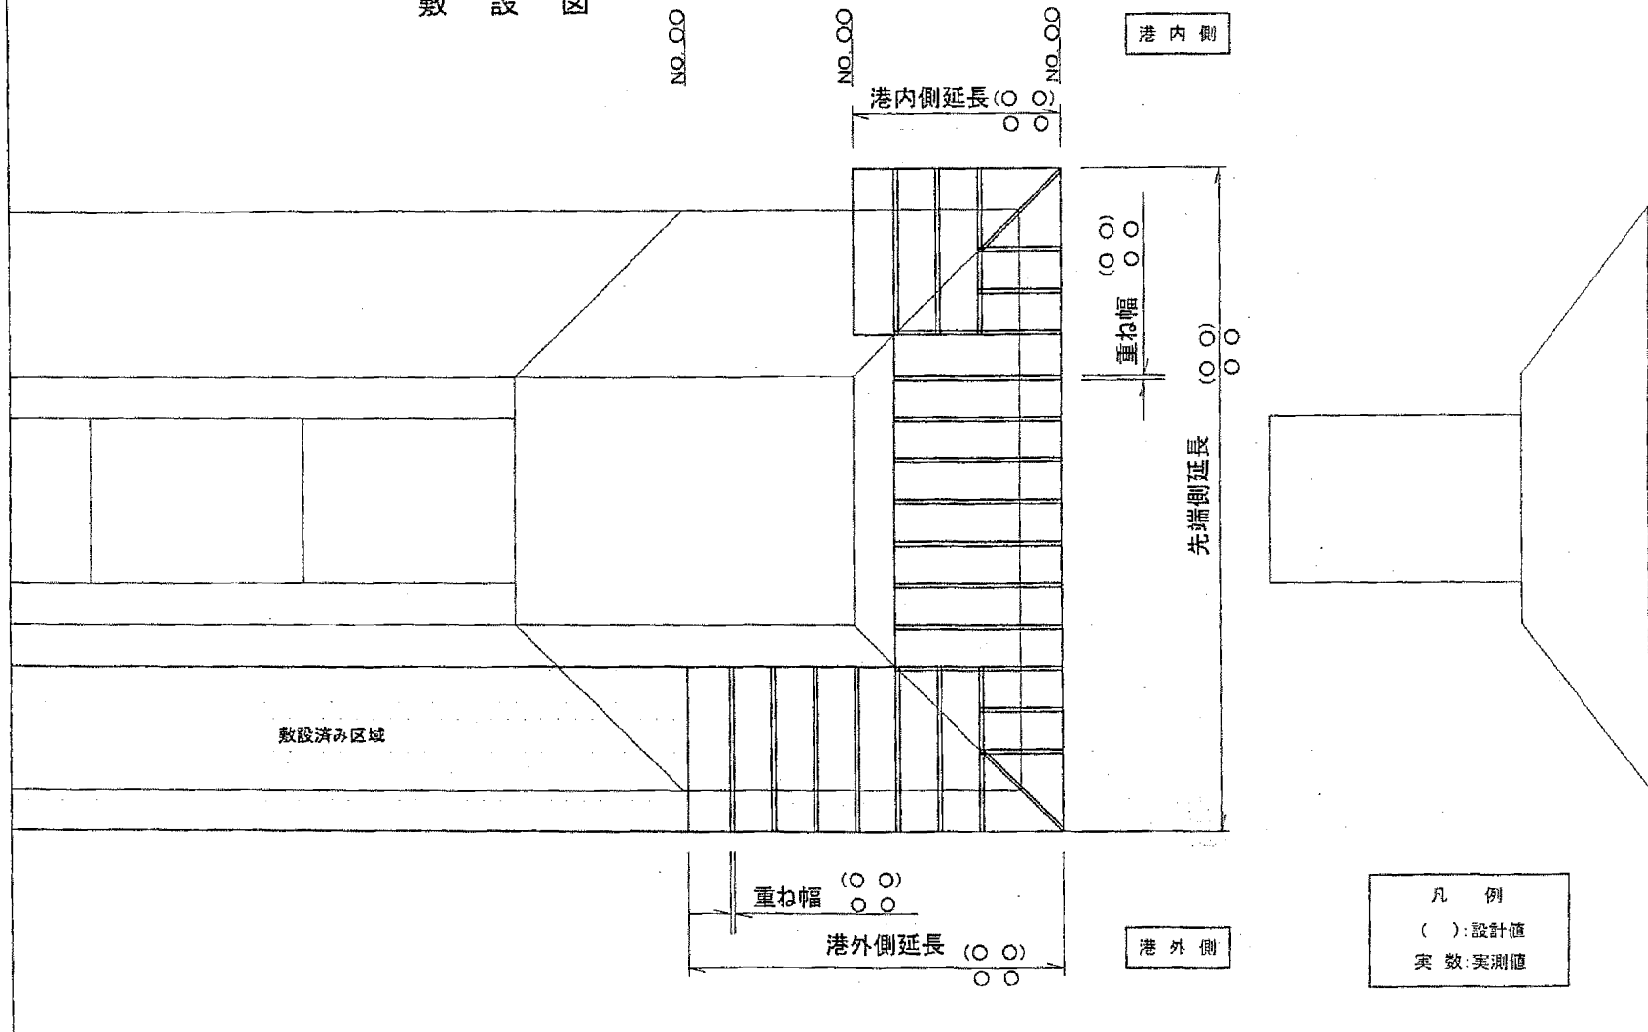 敷設図
NO. ○○
NO. ○○
NO. ○○
港内側
港内側延長(○ ○)
○ ○
重ね幅
(○ ○)
○ ○
先端側延長
(○ ○)
○ ○
敷設済み区域
重ね幅 (○ ○)
○ ○
港外側延長 (○ ○)
○ ○
港外側
凡 例
( ):設計値
実 数:実測値